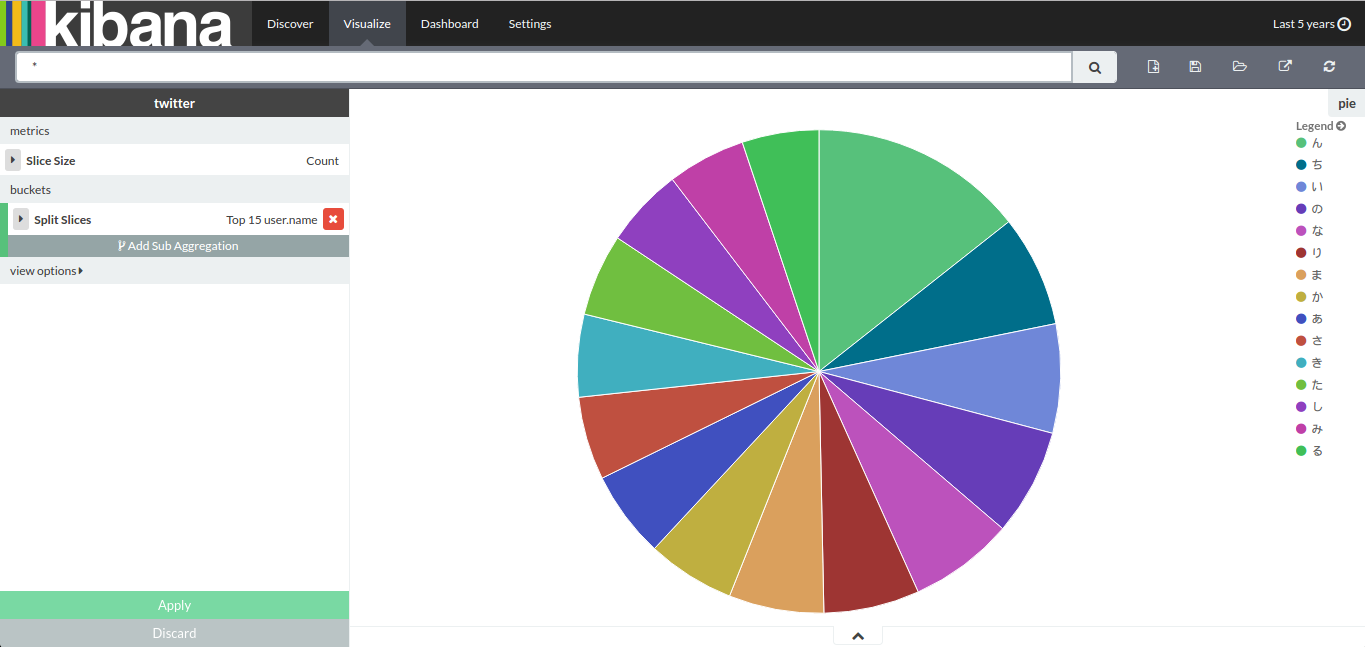 kibana
Discover
Visualize
Dashboard
Settings
Last 5 years
*
twitter
metrics
Slice Size Count
buckets
Split Slices Top 15 user.name
Add Sub Aggregation
view options
Apply
Discard
pie
Legend
ん
ち
い
の
な
り
ま
か
あ
さ
き
た
し
み
る